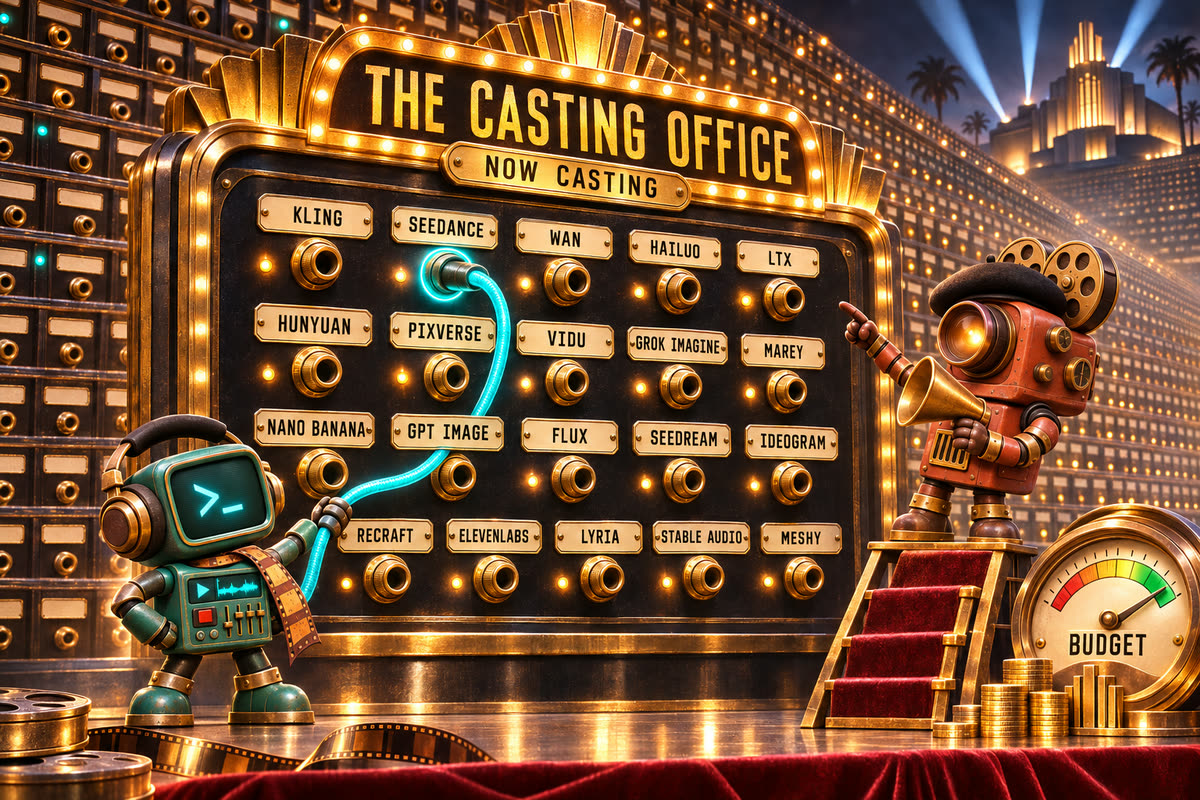 THE CASTING OFFICE
NOW CASTING
KLING
SEEDANCE
WAN
HAILUO
LTX
HUNYUAN
PIXVERSE
VIDU
GROK IMAGINE
MAREY
NANO BANANA
GPT IMAGE
FLUX
SEEDREAM
IDEOGRAM
RECRAFT
ELEVENLABS
LYRIA
STABLE AUDIO
MESHY
>_
BUDGET